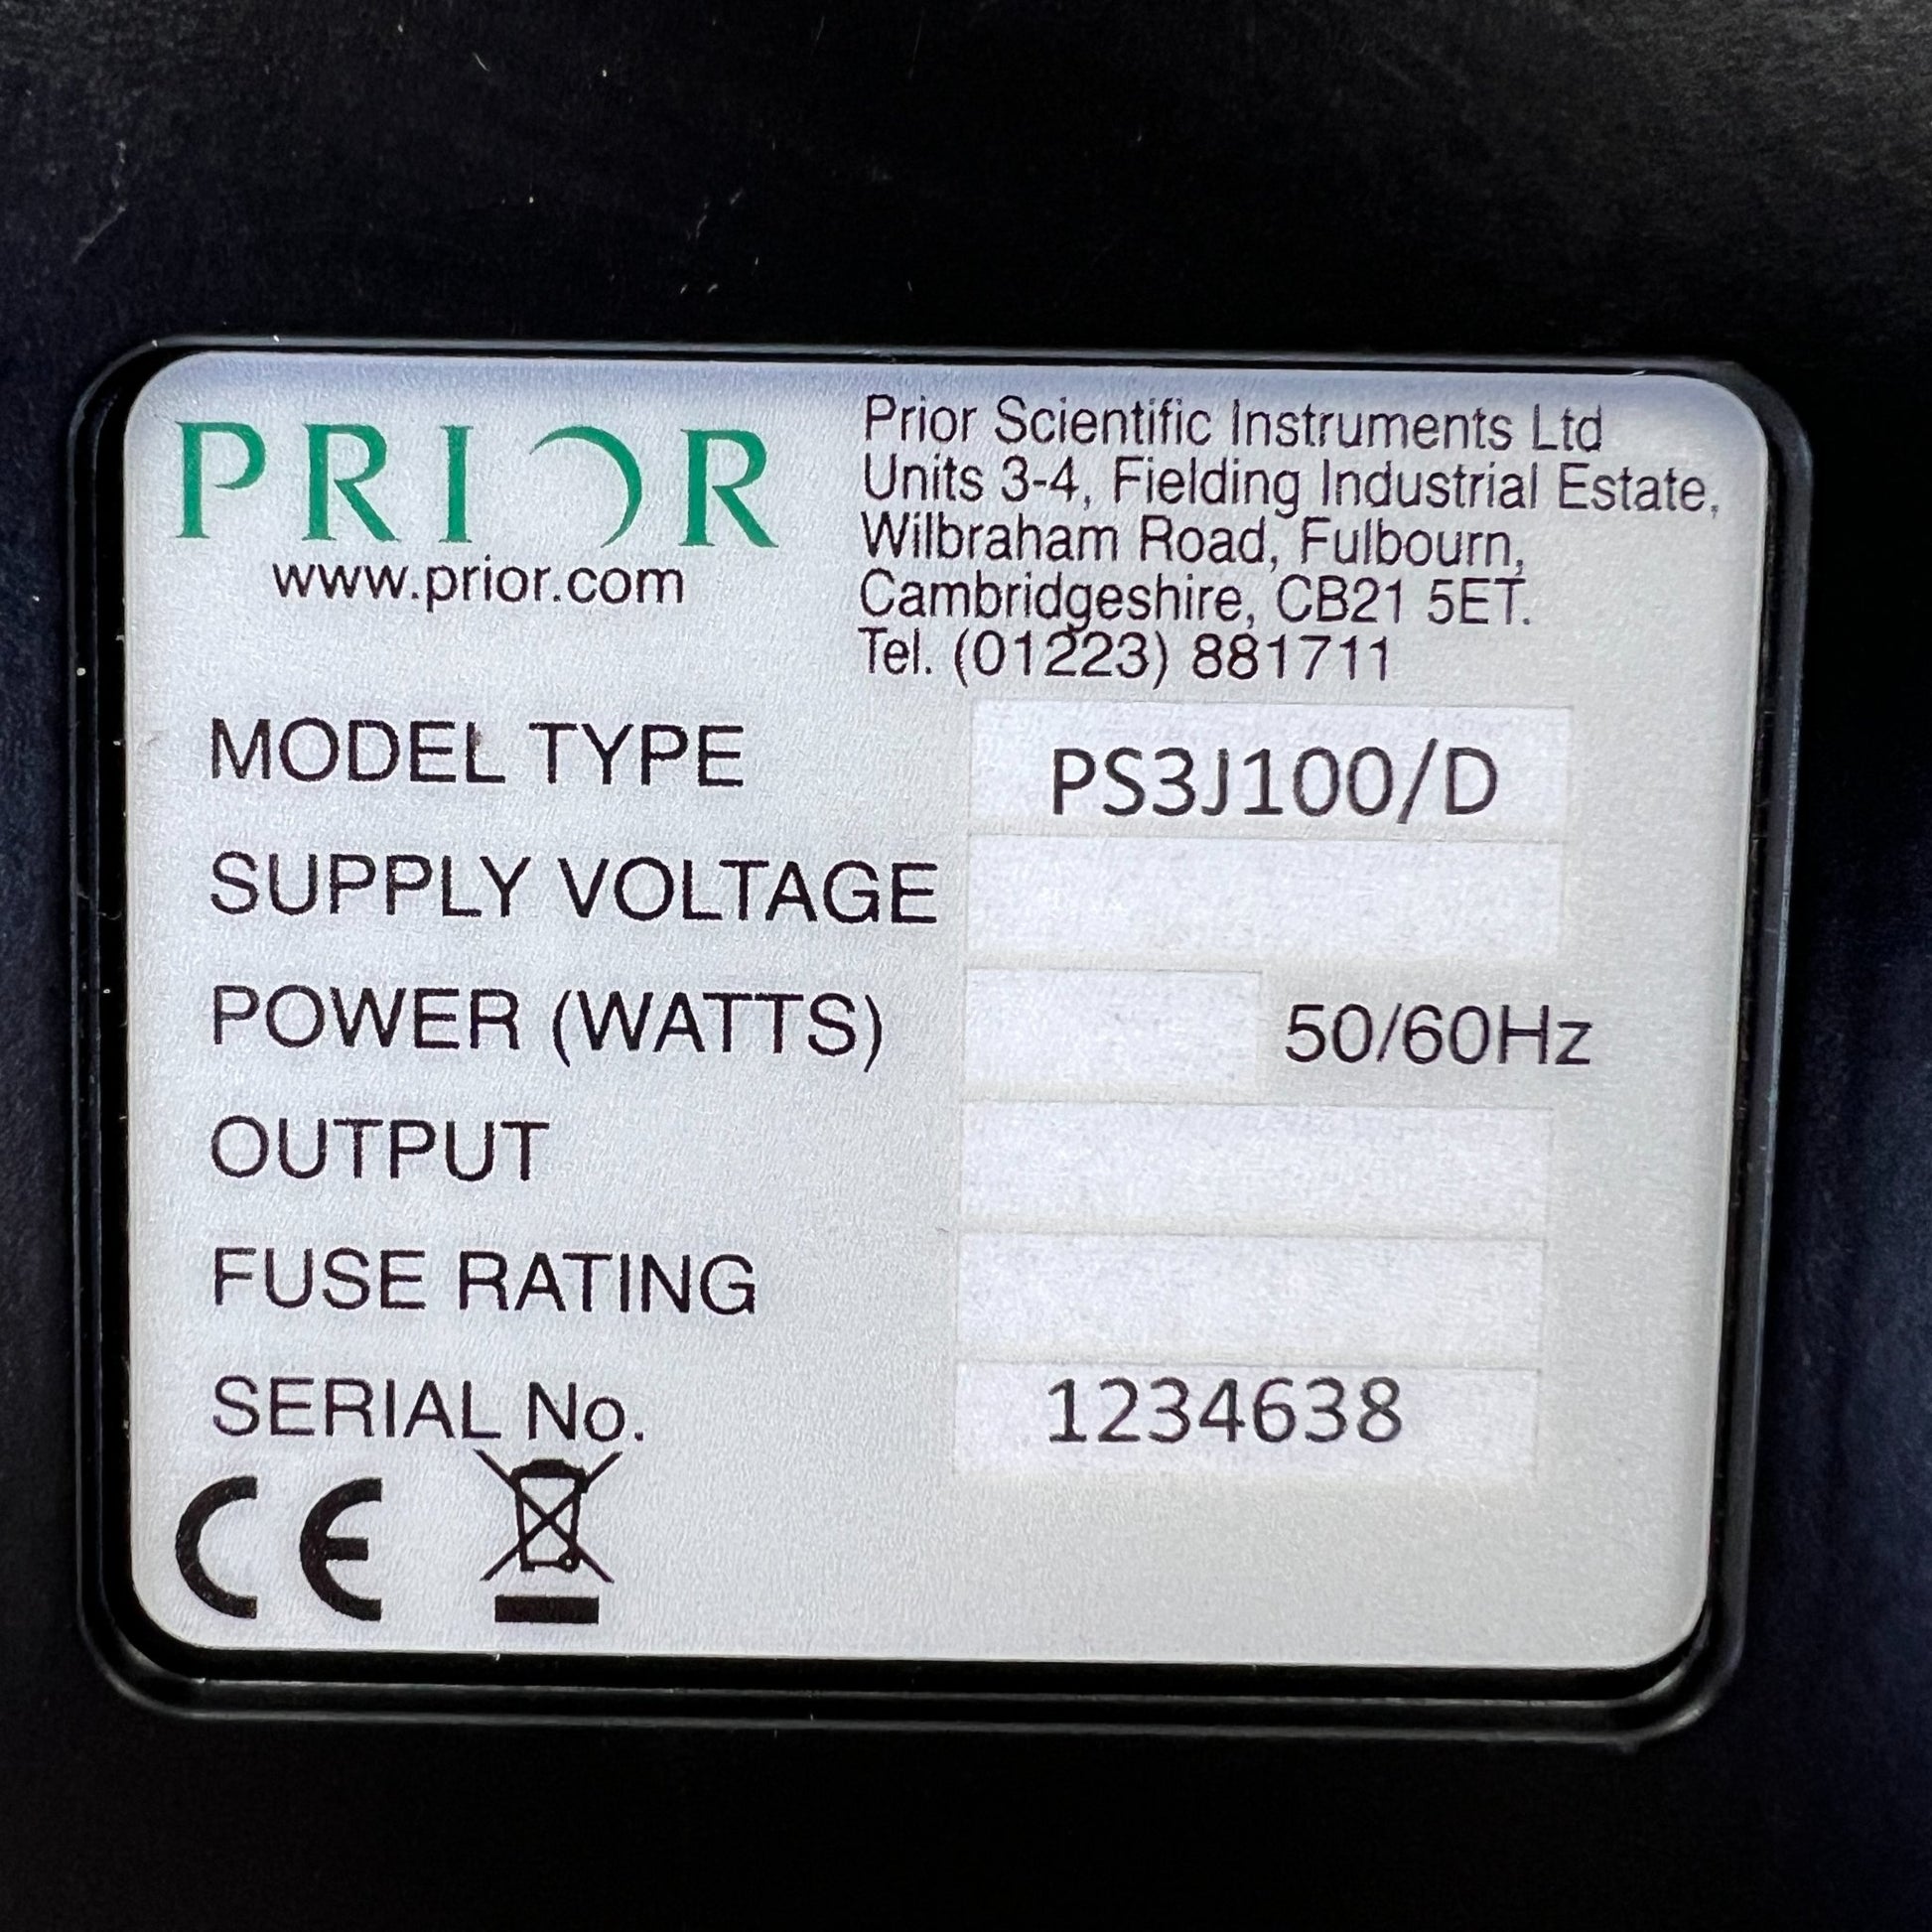 PRIOR
www.prior.com
Prior Scientific Instruments Ltd
Units 3-4, Fielding Industrial Estate,
Wilbraham Road, Fulbourn,
Cambridgeshire, CB21 5ET.
Tel. (01223) 881711
MODEL TYPE PS3J100/D
SUPPLY VOLTAGE
POWER (WATTS) 50/60Hz
OUTPUT
FUSE RATING
SERIAL No. 1234638
CE